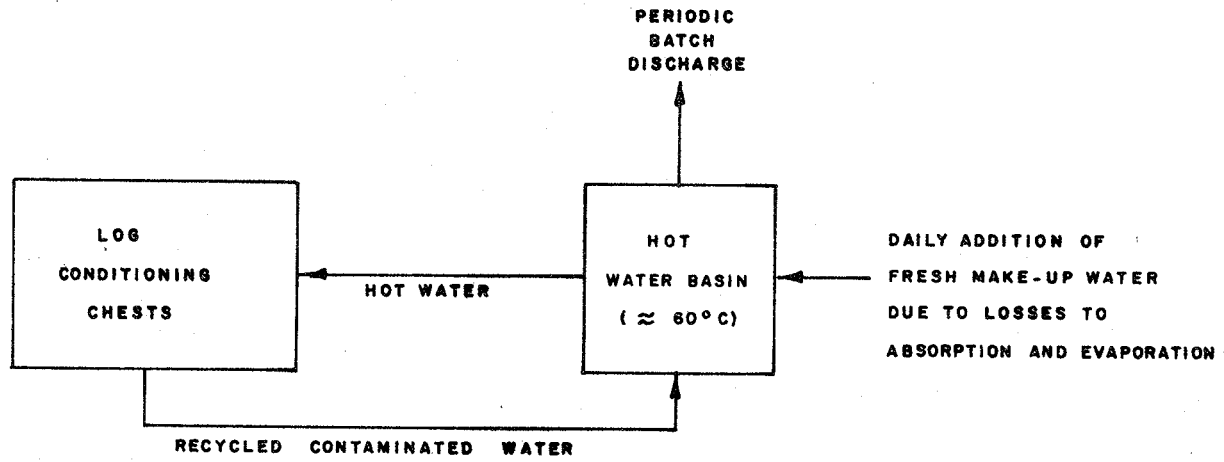 PERIODIC
BATCH
DISCHARGE
LOG
CONDITIONING
CHESTS
HOT WATER
HOT
WATER BASIN
( ≈ 60°C)
DAILY ADDITION OF
FRESH MAKE-UP WATER
DUE TO LOSSES TO
ABSORPTION AND EVAPORATION
RECYCLED CONTAMINATED WATER